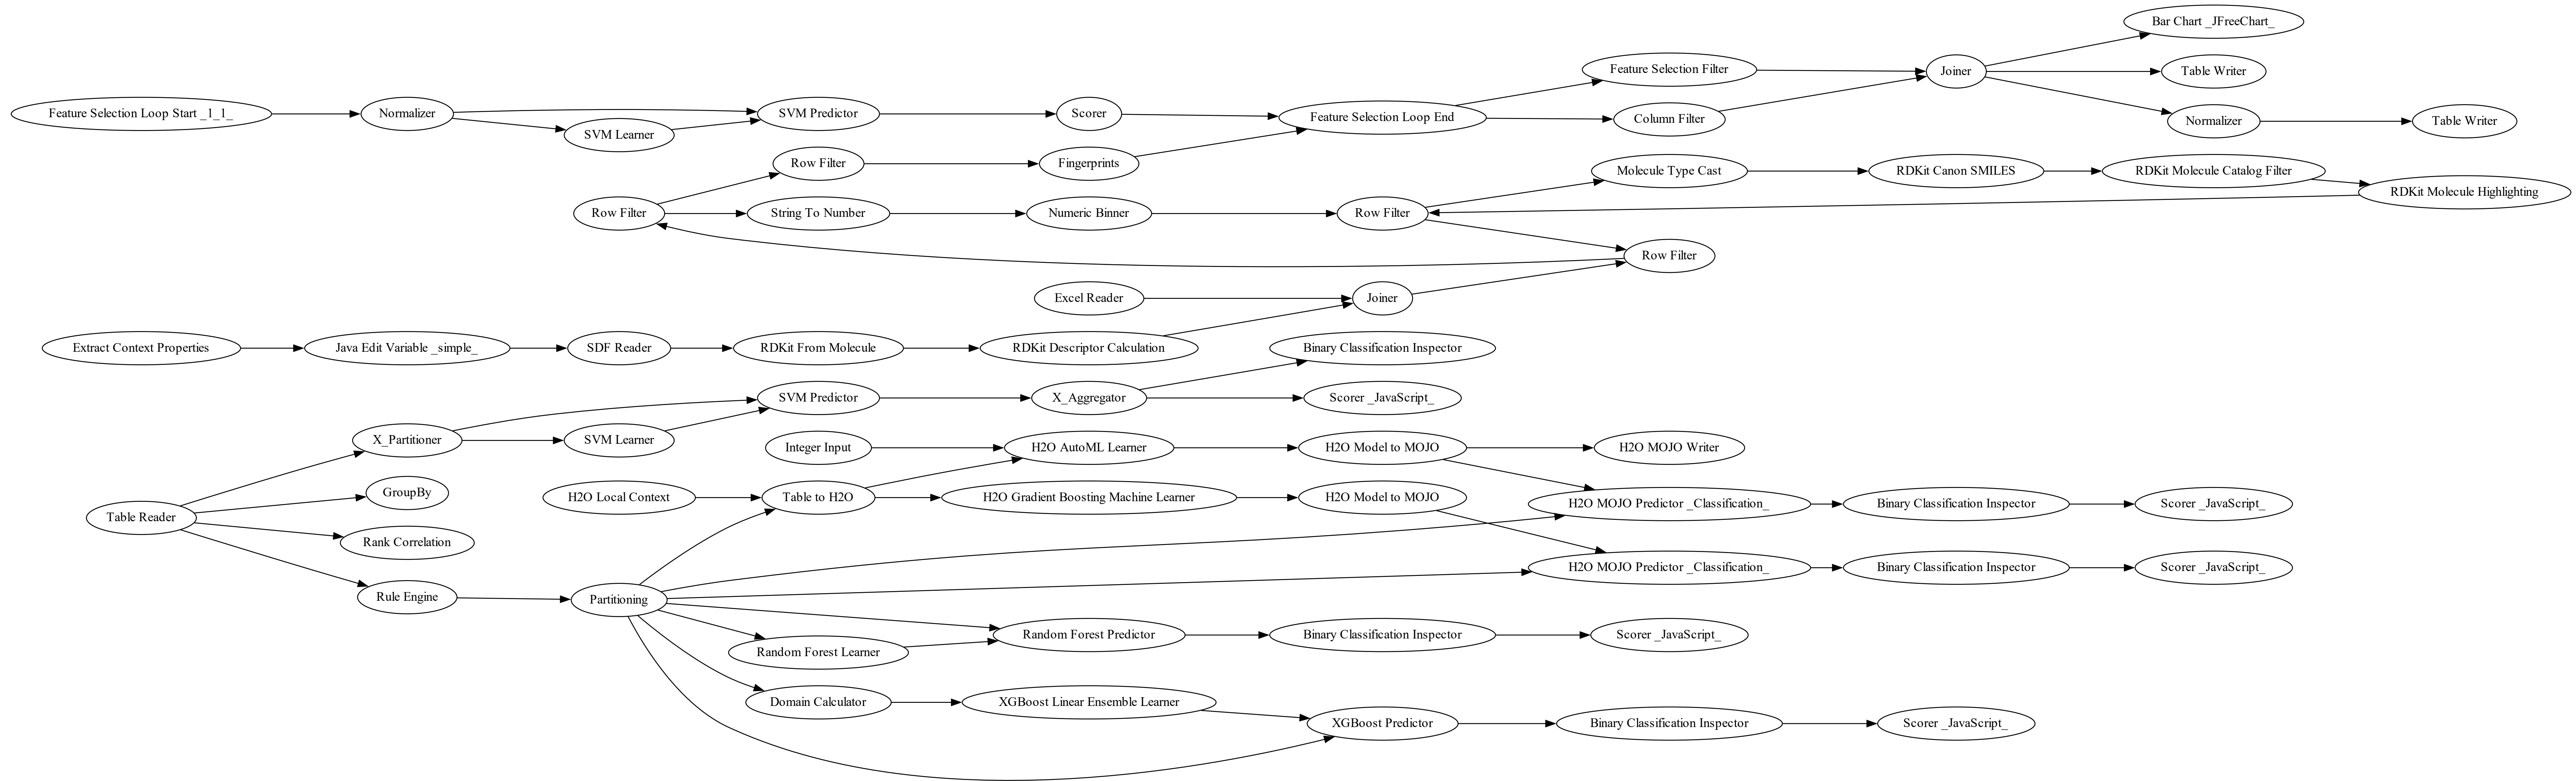 Bar Chart _JFreeChart_
Feature Selection Filter
Joiner
Table Writer
Feature Selection Loop Start _1_1_
Normalizer
SVM Predictor
Scorer
Feature Selection Loop End
Column Filter
Normalizer
Table Writer
SVM Learner
Row Filter
Fingerprints
Molecule Type Cast
RDKit Canon SMILES
RDKit Molecule Catalog Filter
RDKit Molecule Highlighting
Row Filter
String To Number
Numeric Binner
Row Filter
Row Filter
Excel Reader
Joiner
Extract Context Properties
Java Edit Variable _simple_
SDF Reader
RDKit From Molecule
RDKit Descriptor Calculation
Binary Classification Inspector
SVM Predictor
X_Aggregator
Scorer _JavaScript_
X_Partitioner
SVM Learner
Integer Input
H2O AutoML Learner
H2O Model to MOJO
H2O MOJO Writer
GroupBy
H2O Local Context
Table to H2O
H2O Gradient Boosting Machine Learner
H2O Model to MOJO
H2O MOJO Predictor _Classification_
Binary Classification Inspector
Scorer _JavaScript_
Table Reader
Rank Correlation
H2O MOJO Predictor _Classification_
Binary Classification Inspector
Scorer _JavaScript_
Rule Engine
Partitioning
Random Forest Predictor
Binary Classification Inspector
Scorer _JavaScript_
Random Forest Learner
Domain Calculator
XGBoost Linear Ensemble Learner
XGBoost Predictor
Binary Classification Inspector
Scorer _JavaScript_